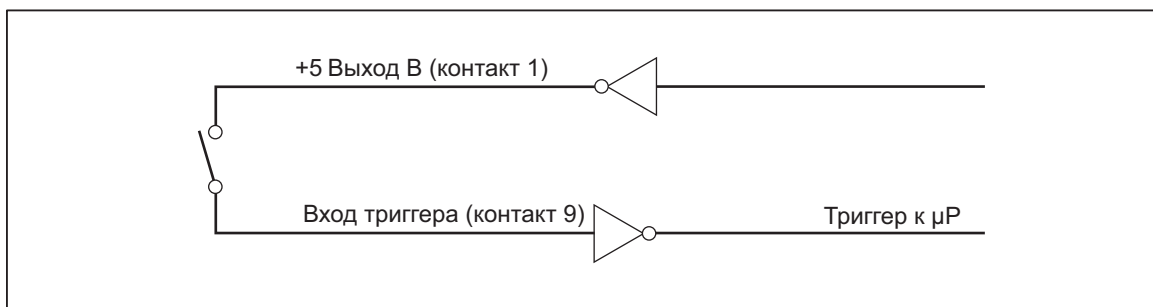 +5 Выход В (контакт 1)
Вход триггера (контакт 9)
Триггер к µP